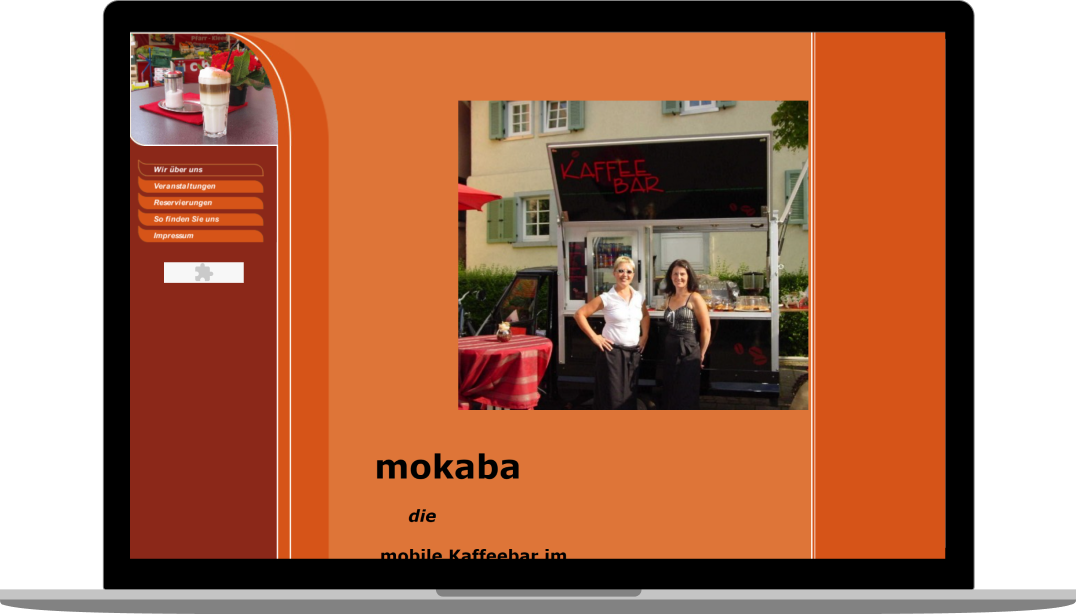 Wir über uns
Veranstaltungen
Reservierungen
So finden Sie uns
Impressum
KAFFEE
BAR
mokaba
die
mobile Kaffeebar im